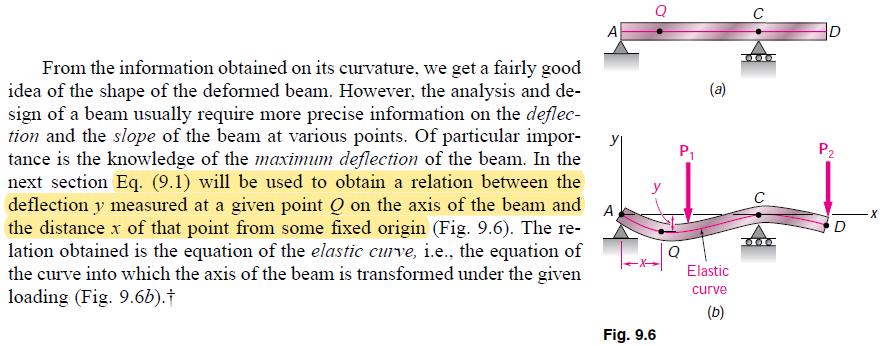 From the information obtained on its curvature, we get a fairly good
idea of the shape of the deformed beam. However, the analysis and de-
sign of a beam usually require more precise information on the deflec-
tion and the slope of the beam at various points. Of particular impor-
tance is the knowledge of the maximum deflection of the beam. In the
next section Eq. (9.1) will be used to obtain a relation between the
deflection y measured at a given point Q on the axis of the beam and
the distance x of that point from some fixed origin (Fig. 9.6). The re-
lation obtained is the equation of the elastic curve, i.e., the equation of
the curve into which the axis of the beam is transformed under the given
loading (Fig. 9.6b).†
Q
C
A
D
(a)
y
P1
P2
y
C
A
x
D
Q
x
Elastic
curve
(b)
Fig. 9.6